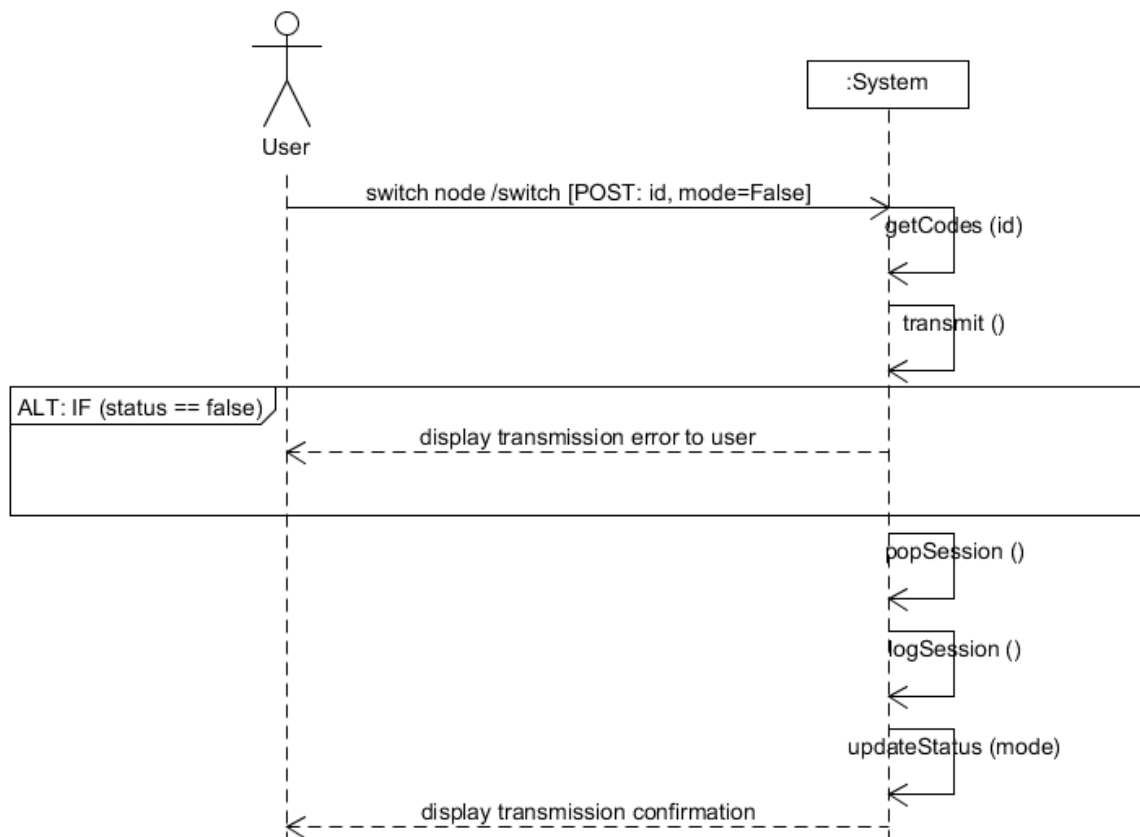 User
:System
switch node /switch [POST: id, mode=False]
getCodes (id)
transmit ()
ALT: IF (status == false)
display transmission error to user
popSession ()
logSession ()
updateStatus (mode)
display transmission confirmation